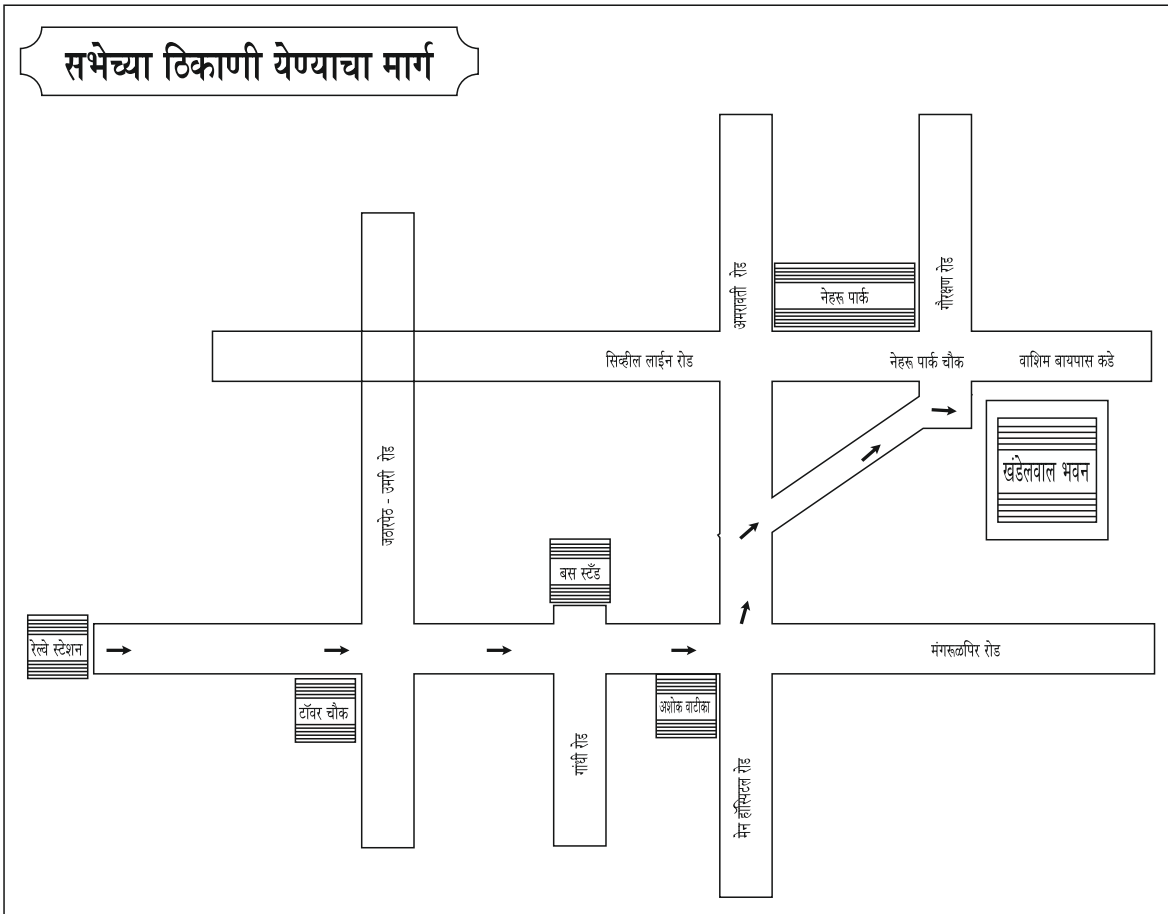 सभेच्या ठिकाणी येण्याचा मार्ग
अमरावती रोड
नेहरू पार्क
गौरक्षण रोड
सिव्हील लाईन रोड
नेहरू पार्क चौक
वाशिम बायपास कडे
जठारपेठ - उमरी रोड
खंडेलवाल भवन
बस स्टँड
रेल्वे स्टेशन
मंगरूळपिर रोड
टॉवर चौक
अशोक वाटीका
गांधी रोड
मेन हॉस्पिटल रोड